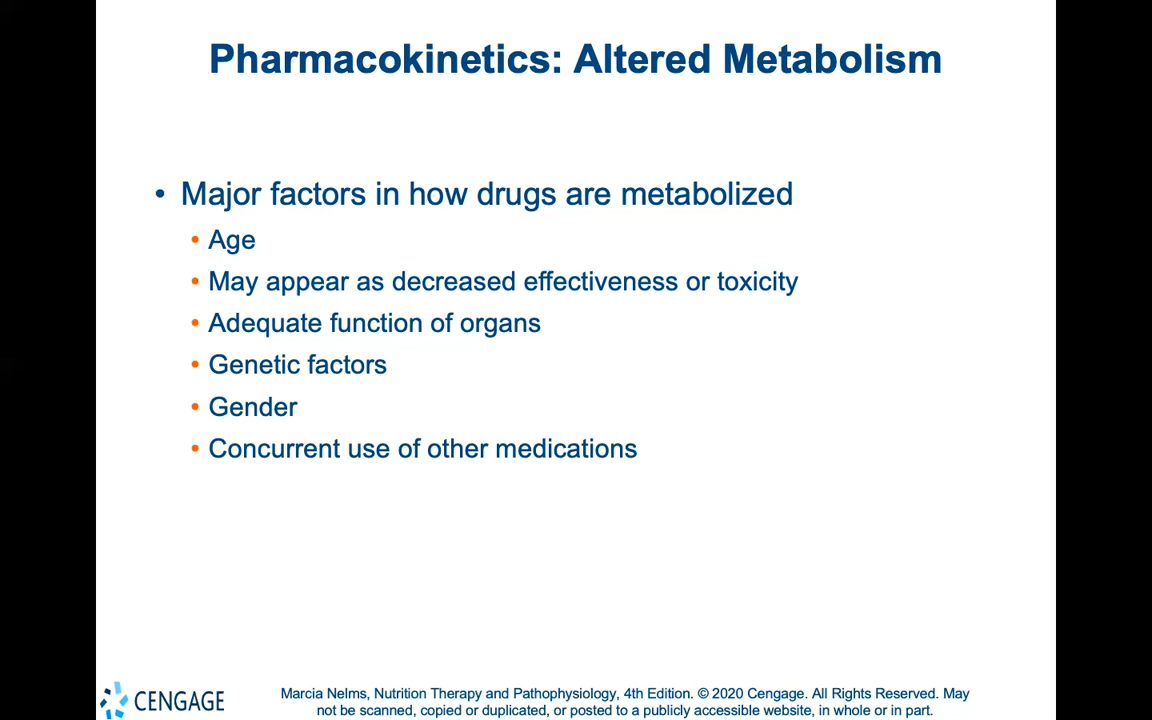 Pharmacokinetics: Altered Metabolism
• Major factors in how drugs are metabolized
• Age
• May appear as decreased effectiveness or toxicity
• Adequate function of organs
• Genetic factors
• Gender
• Concurrent use of other medications
CENGAGE
Marcia Nelms, Nutrition Therapy and Pathophysiology, 4th Edition. © 2020 Cengage. All Rights Reserved. May
not be scanned, copied or duplicated, or posted to a publicly accessible website, in whole or in part.